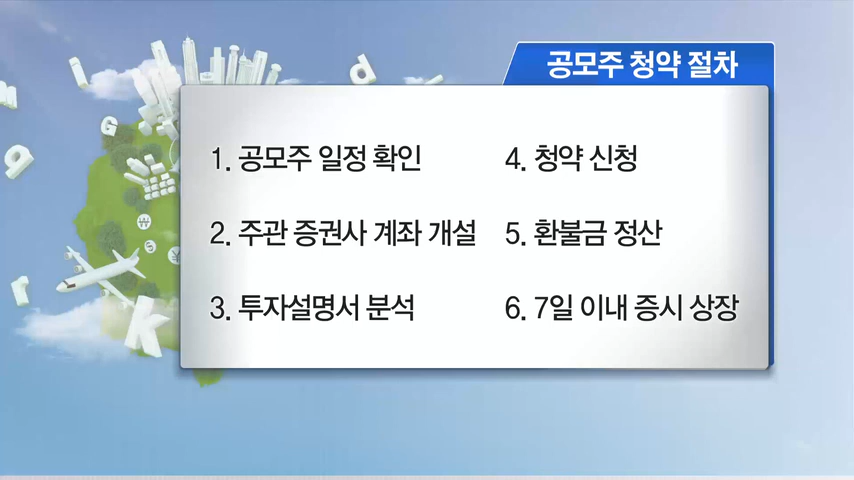 공모주 청약 절차
1. 공모주 일정 확인
2. 주관 증권사 계좌 개설
3. 투자설명서 분석
4. 청약 신청
5. 환불금 정산
6. 7일 이내 증시 상장
d
G
k
r
₩
$
¥